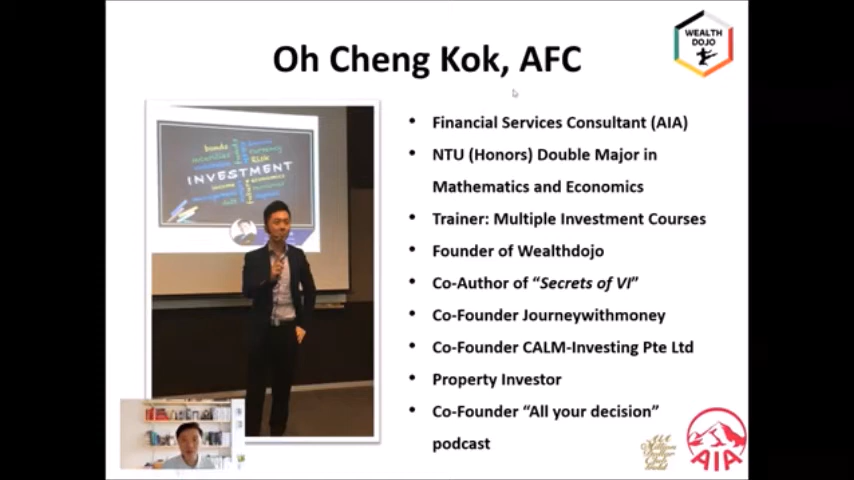 Oh Cheng Kok, AFC
WEALTH
DOJO
• Financial Services Consultant (AIA)
• NTU (Honors) Double Major in
Mathematics and Economics
• Trainer: Multiple Investment Courses
• Founder of Wealthdojo
• Co-Author of “Secrets of VI”
• Co-Founder Journeywithmoney
• Co-Founder CALM-Investing Pte Ltd
• Property Investor
• Co-Founder “All your decision”
podcast
bonds
RISK
INVESTMENT
AIA